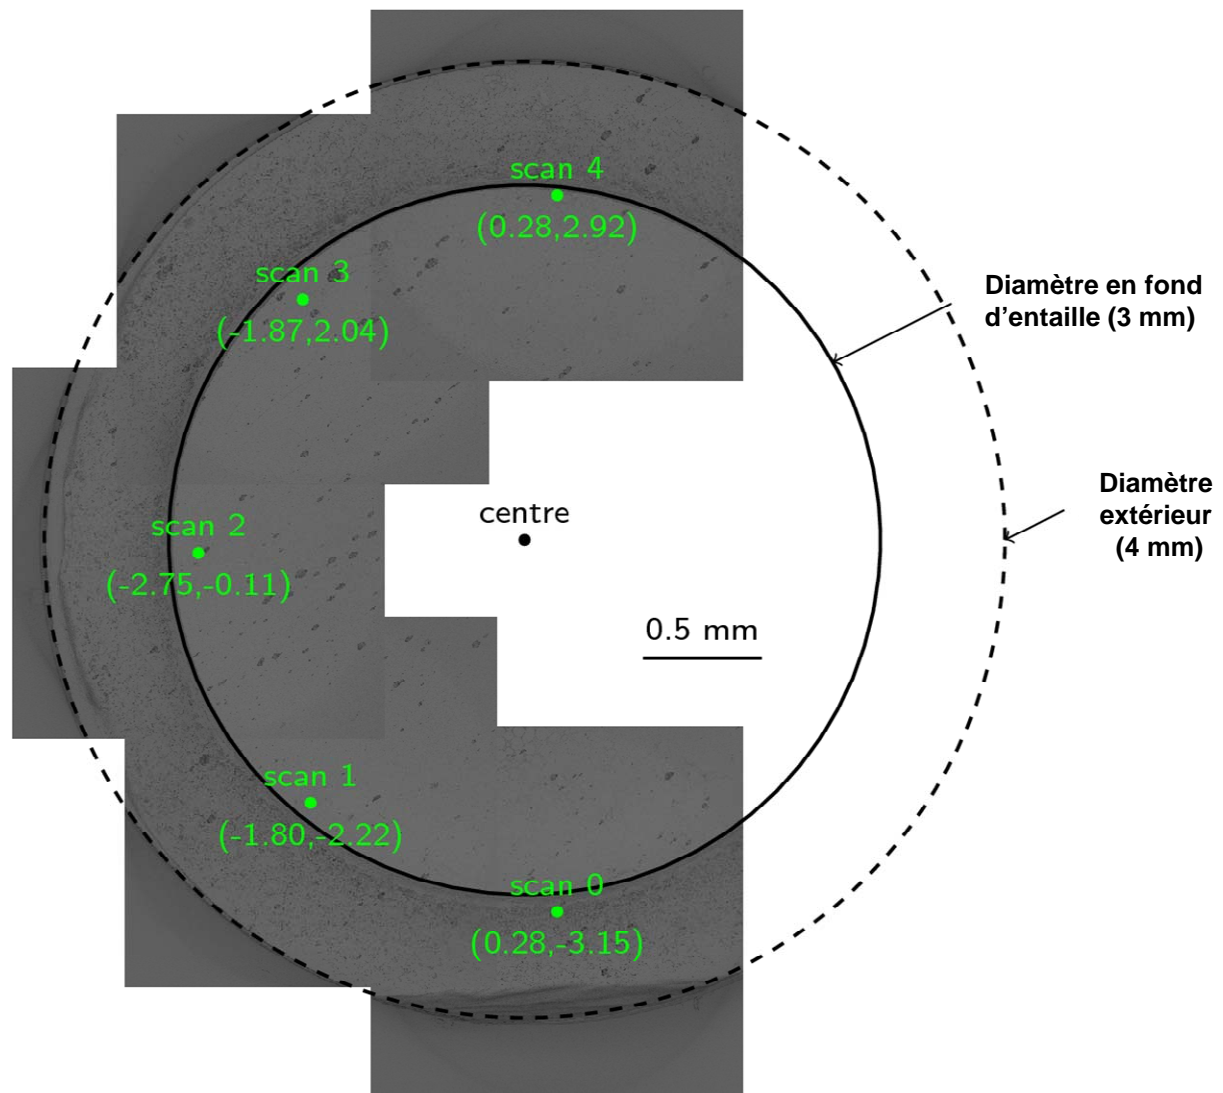 scan 4
(0.28,2.92)
scan 3
(-1.87,2.04)
Diamètre en fond
d'entaille (3 mm)
scan 2
(-2.75,-0.11)
centre
Diamètre
extérieur
(4 mm)
0.5 mm
scan 1
(-1.80,-2.22)
scan 0
(0.28,-3.15)